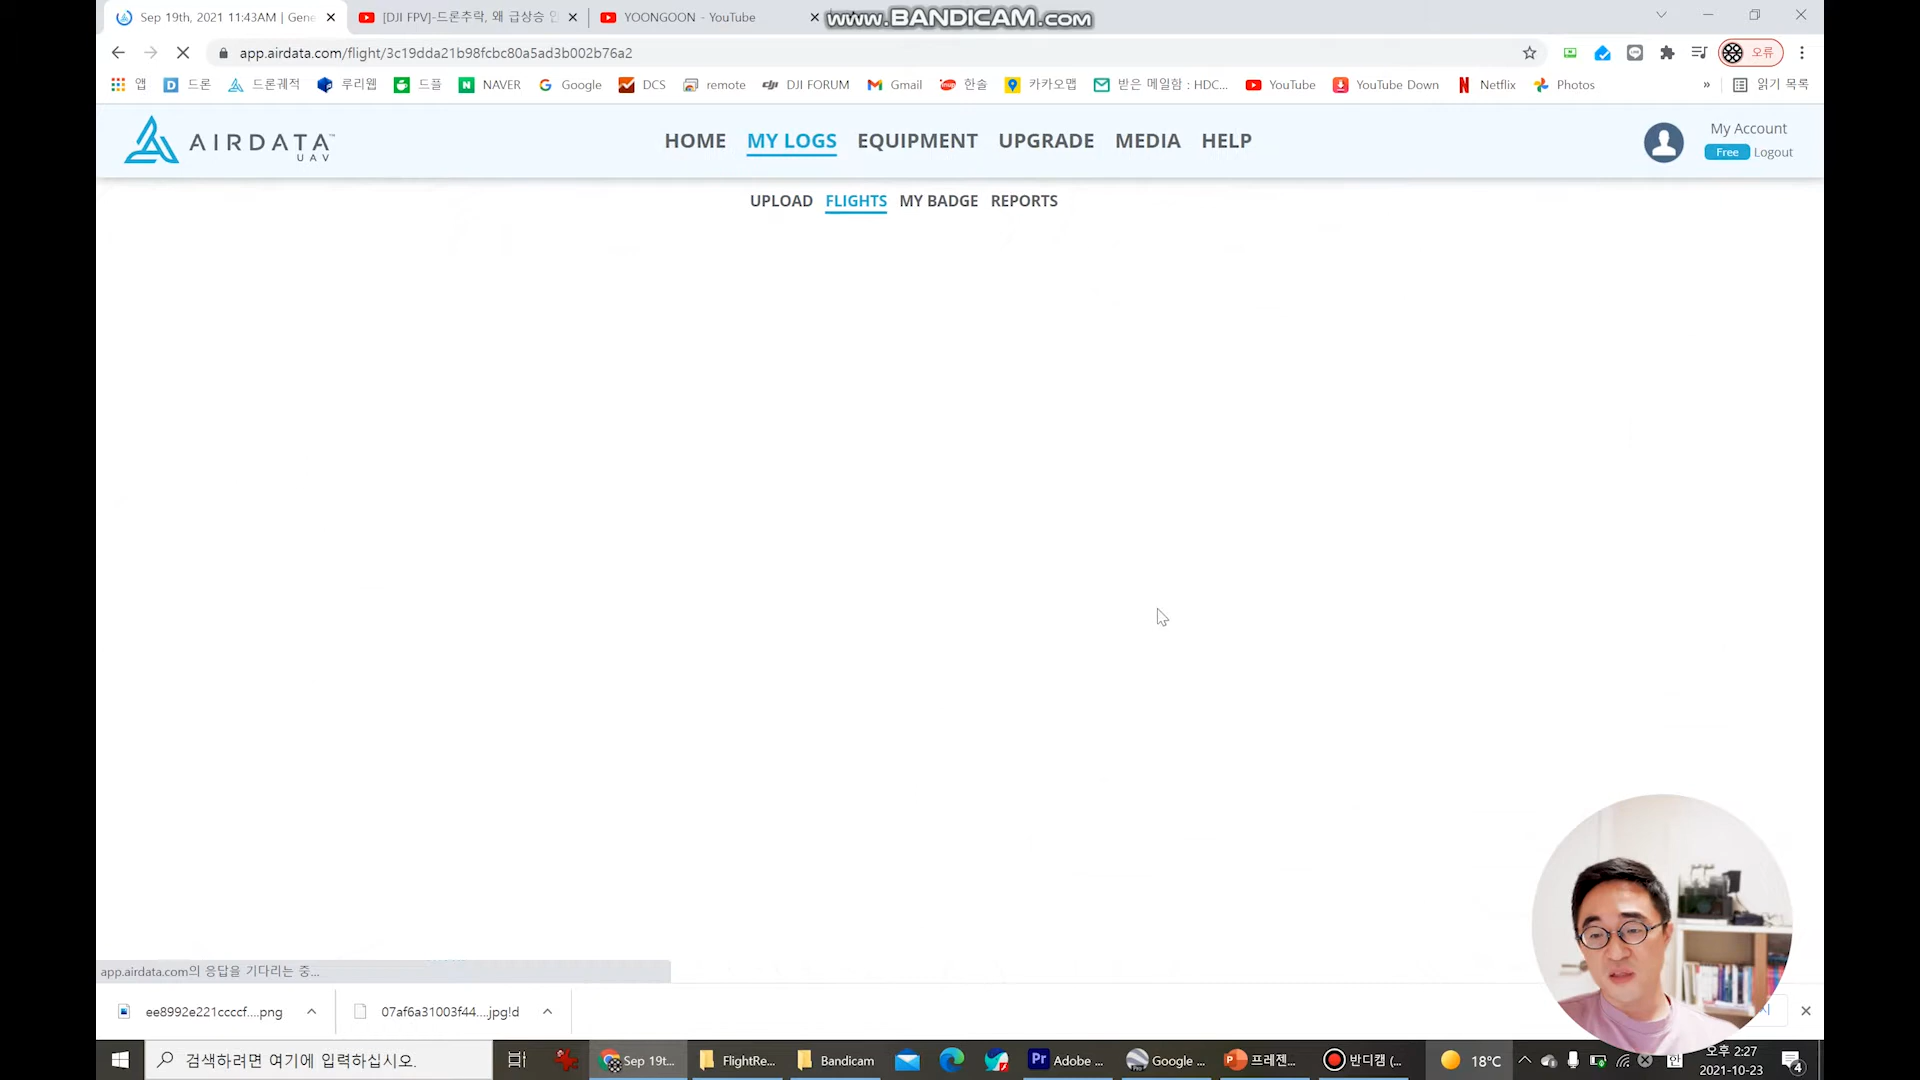 Sep 19th, 2021 11:43AM | Gene
[DJI FPV]-드론추락, 왜 급상승 안
YOONGOON - YouTube
WWW.BANDICAM.COM
app.airdata.com/flight/3c19dda21b98fcbc80a5ad3b002b76a2
오류
앱
드론
드론궤적
루리웹
드플
NAVER
Google
DCS
remote
DJI FORUM
Gmail
한솔
카카오맵
받은 메일함 : HDC...
YouTube
YouTube Down
Netflix
Photos
»
읽기 목록
AIRDATA
UAV
HOME
MY LOGS
EQUIPMENT
UPGRADE
MEDIA
HELP
My Account
Free
Logout
UPLOAD
FLIGHTS
MY BADGE
REPORTS
app.airdata.com의 응답을 기다리는 중...
ee8992e221ccccf....png
07af6a31003f44....jpg!d
검색하려면 여기에 입력하십시오.
Sep 19t...
FlightRe...
Bandicam
Adobe ...
Google ...
프레젠...
반디캠 (...
18°C
한
오후 2:27
2021-10-23
4